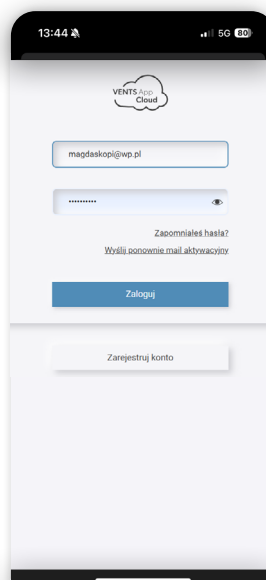 13:44
5G 80
VENTS App
Cloud
magdaskopi@wp.pl
••••••••••
Zapomniałeś hasła?
Wyślij ponownie mail aktywacyjny
Zaloguj
Zarejestruj konto